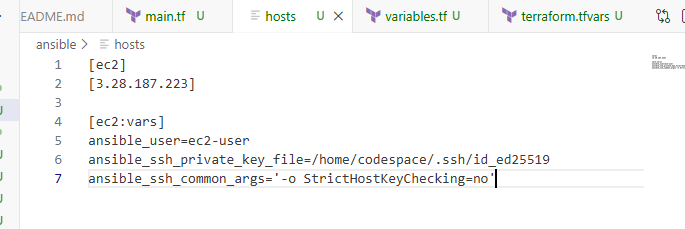 EADME.md
main.tf U
hosts U
variables.tf U
terraform.tfvars U
ansible > hosts
1 [ec2]
2 [3.28.187.223]
3
4 [ec2:vars]
5 ansible_user=ec2-user
6 ansible_ssh_private_key_file=/home/codespace/.ssh/id_ed25519
7 ansible_ssh_common_args='-o StrictHostKeyChecking=no'
U
U
U
U
U